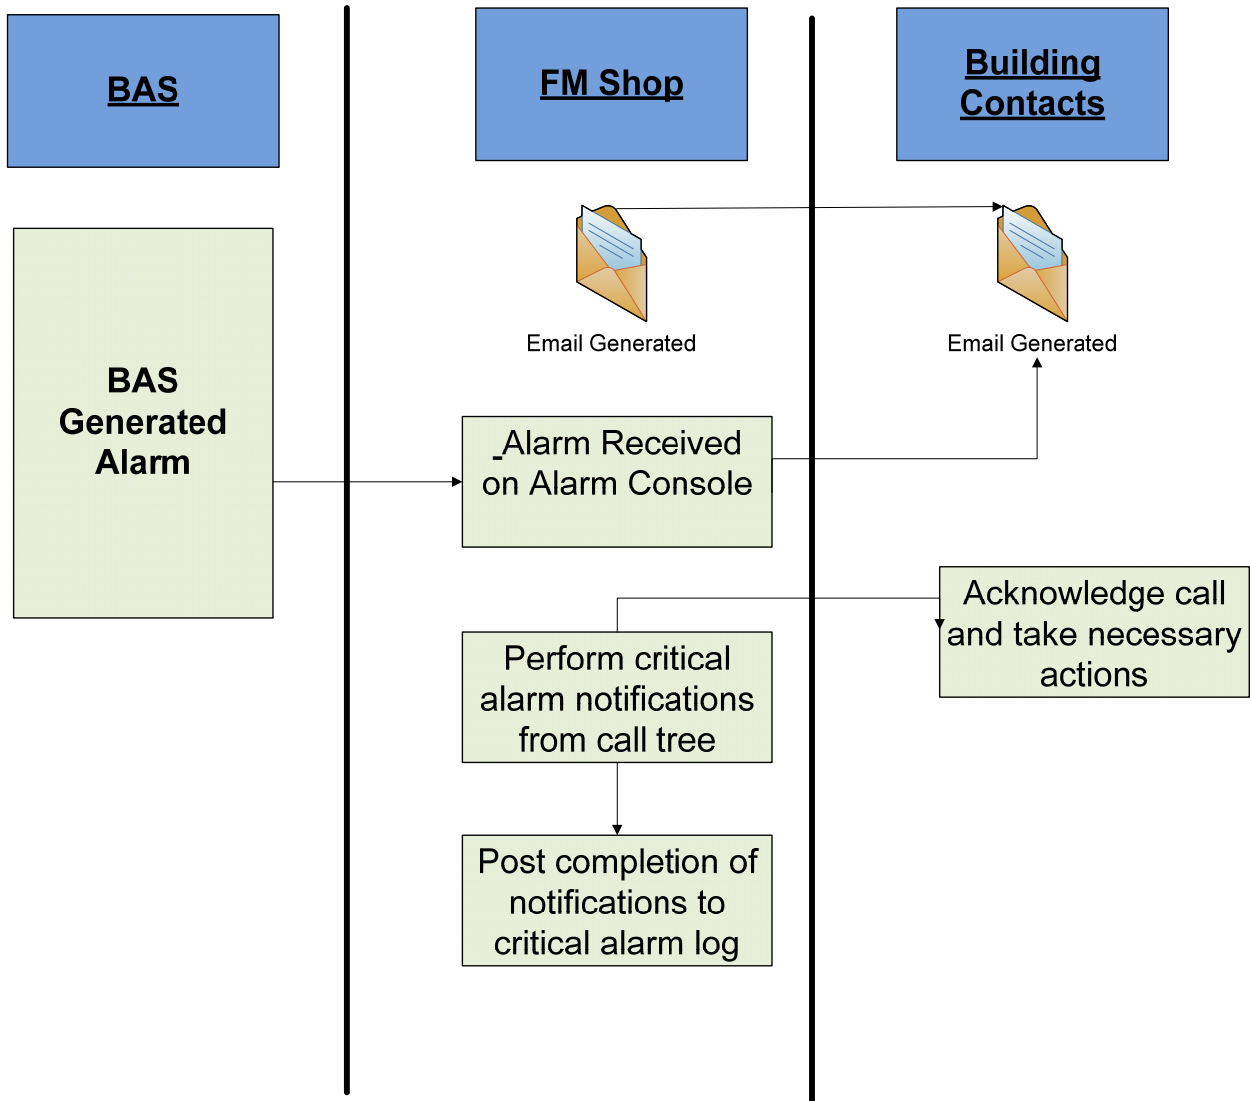 BAS
FM Shop
Building
Contacts
Email Generated
Email Generated
BAS
Generated
Alarm
-Alarm Received
on Alarm Console
Acknowledge call
and take necessary
actions
Perform critical
alarm notifications
from call tree
Post completion of
notifications to
critical alarm log